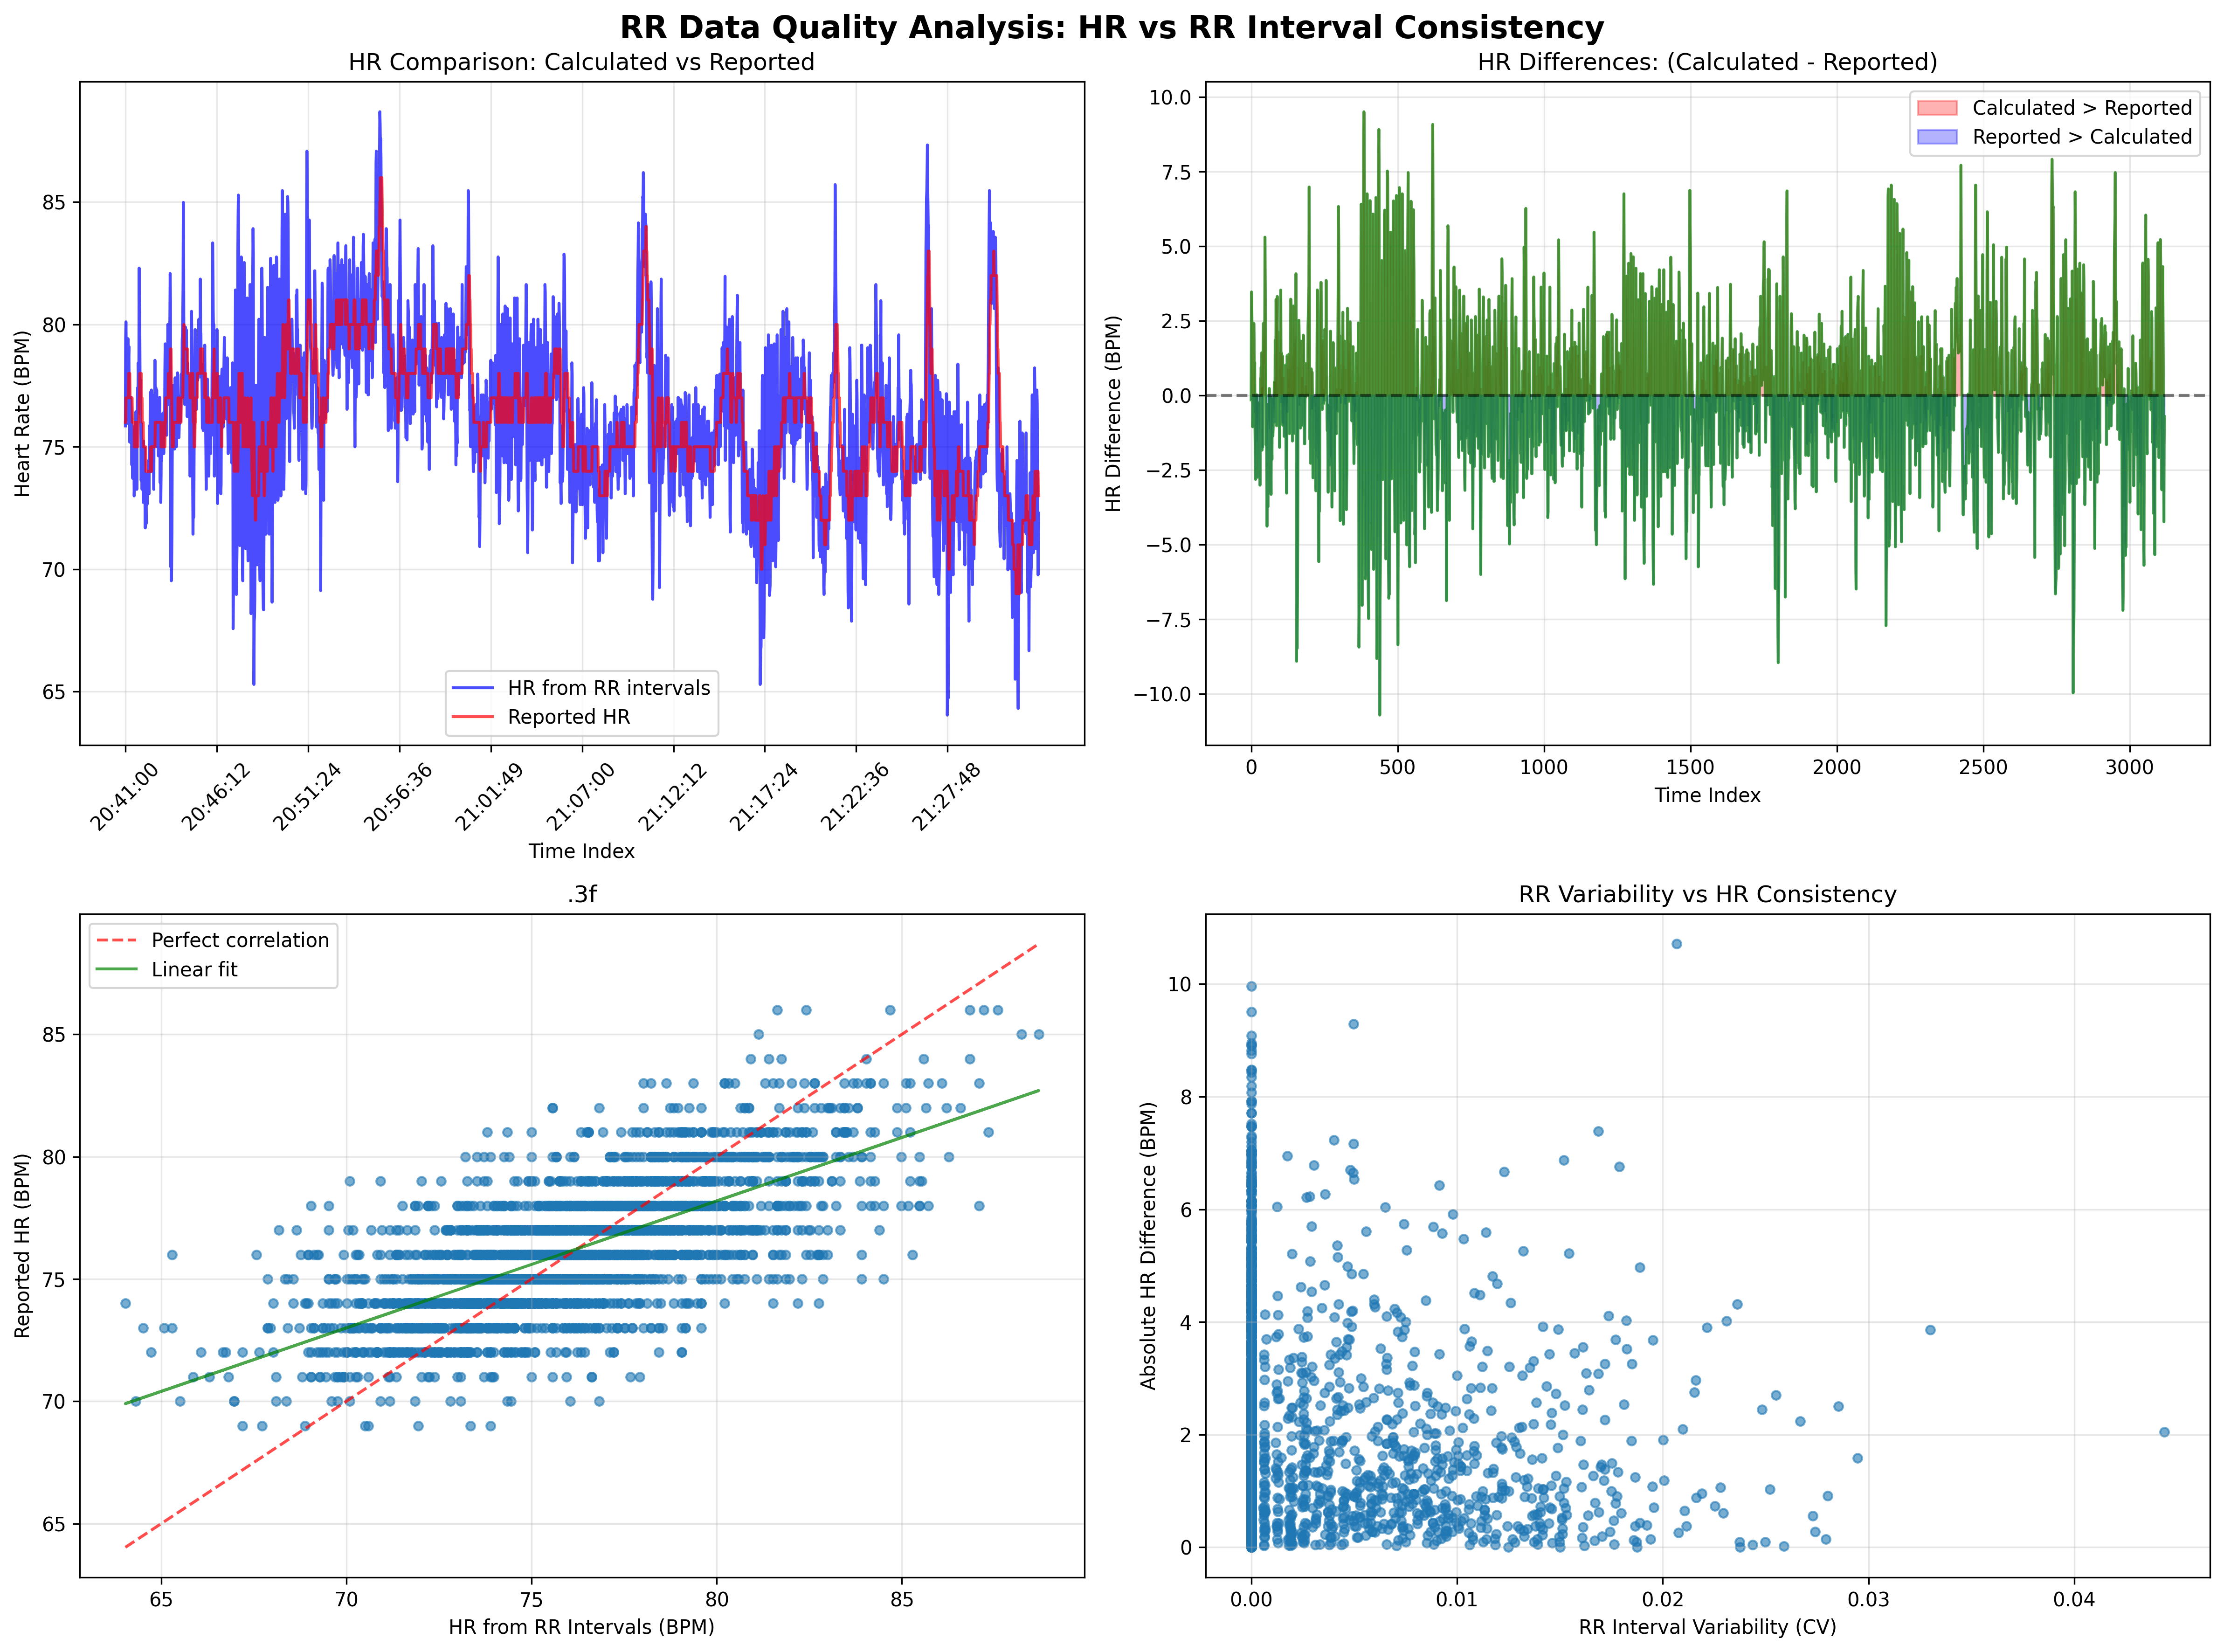 RR Data Quality Analysis: HR vs RR Interval Consistency
HR Comparison: Calculated vs Reported
Heart Rate (BPM)
85
80
75
70
65
HR from RR intervals
Reported HR
20:41:00
20:46:12
20:51:24
20:56:36
21:01:49
21:07:00
21:12:12
21:17:24
21:22:36
21:27:48
Time Index
HR Differences: (Calculated - Reported)
HR Difference (BPM)
10.0
7.5
5.0
2.5
0.0
−2.5
−5.0
−7.5
−10.0
Calculated > Reported
Reported > Calculated
0
500
1000
1500
2000
2500
3000
Time Index
.3f
Reported HR (BPM)
85
80
75
70
65
Perfect correlation
Linear fit
65
70
75
80
85
HR from RR Intervals (BPM)
RR Variability vs HR Consistency
Absolute HR Difference (BPM)
10
8
6
4
2
0
0.00
0.01
0.02
0.03
0.04
RR Interval Variability (CV)